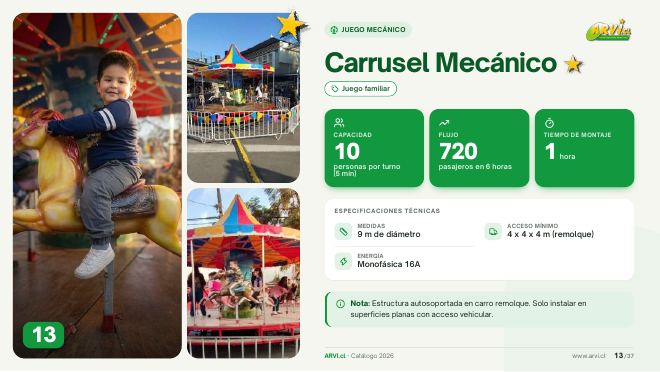 13
JUEGO MECÁNICO
ARVI.cl
Carrusel Mecánico
Juego familiar
CAPACIDAD
10
personas por turno
(5 min)
FLUJO
720
pasajeros en 6 horas
TIEMPO DE MONTAJE
1 hora
ESPECIFICACIONES TÉCNICAS
MEDIDAS
9 m de diámetro
ACCESO MÍNIMO
4 x 4 x 4 m (remolque)
ENERGÍA
Monofásica 16A
Nota: Estructura autosoportada en carro remolque. Solo instalar en
superficies planas con acceso vehicular.
ARVI.cl · Catálogo 2026
www.arvi.cl 13 /37